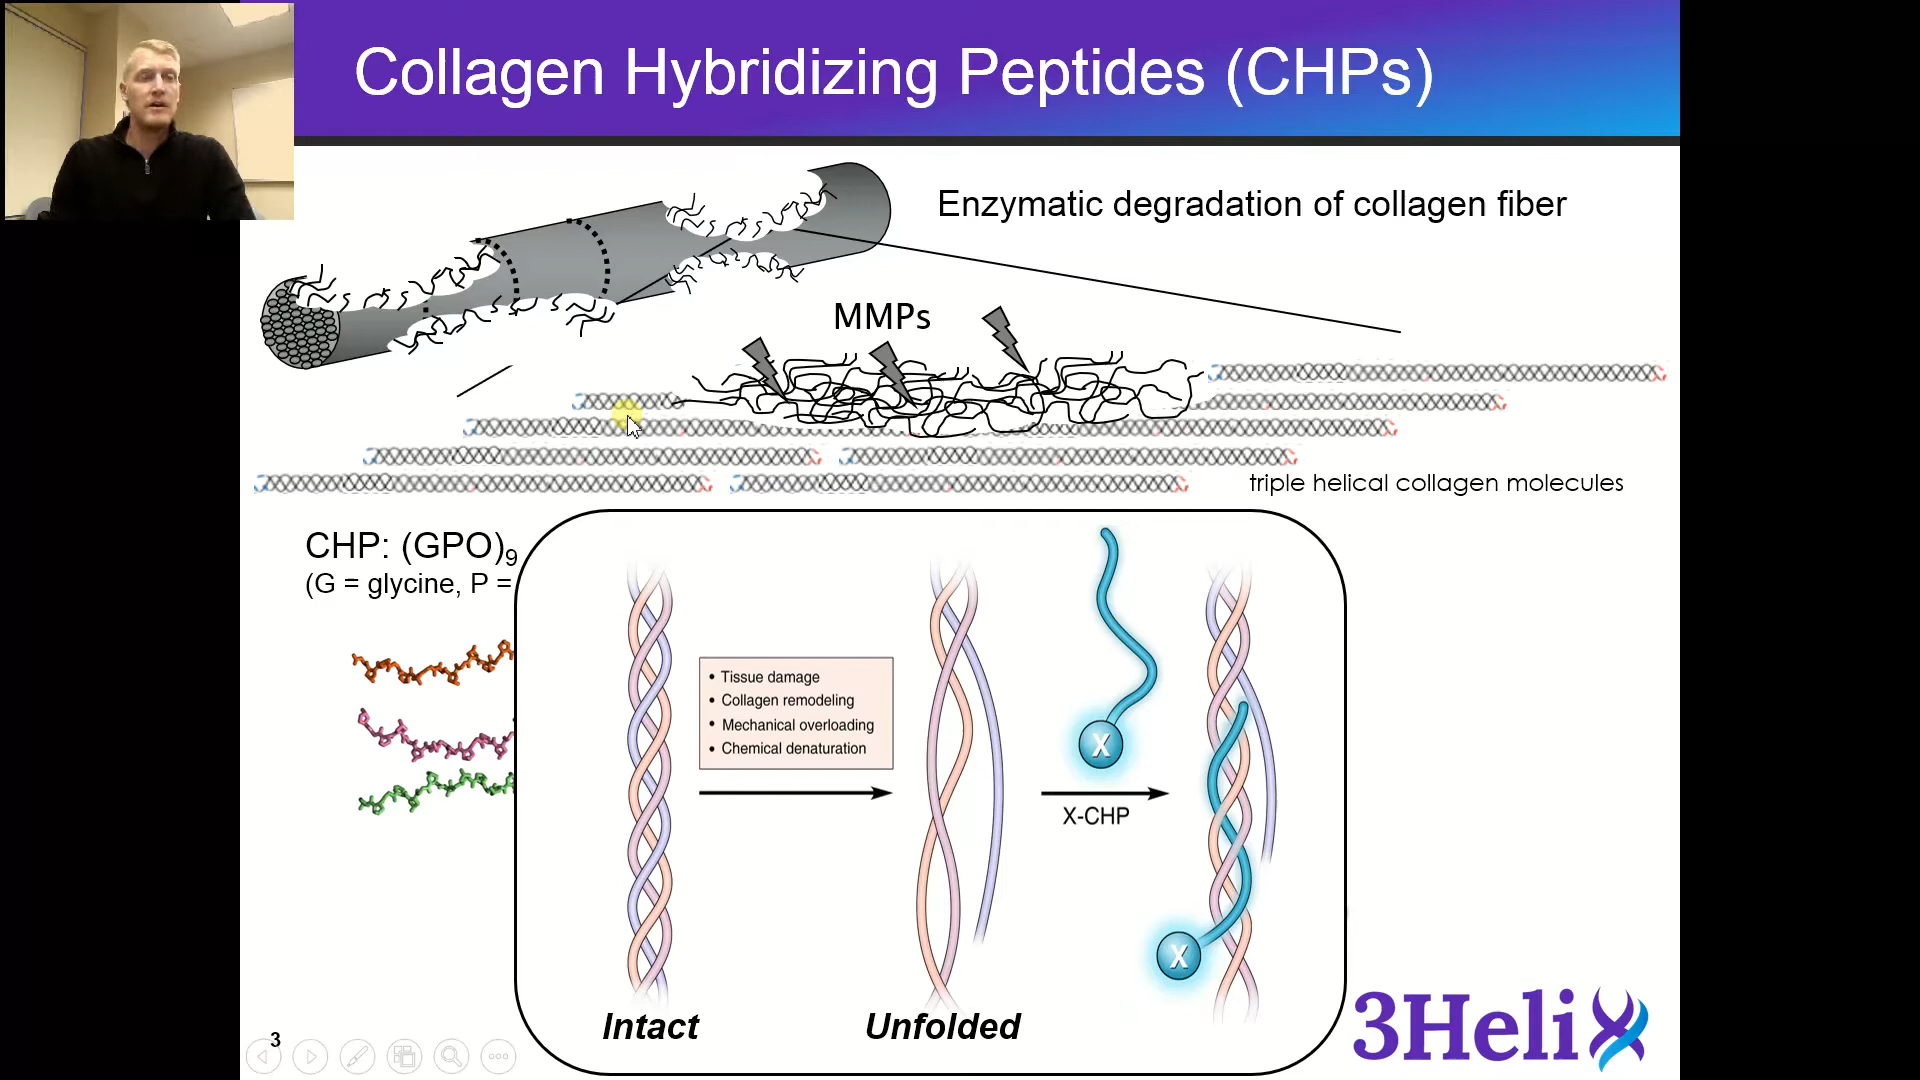 Collagen Hybridizing Peptides (CHPs)
Enzymatic degradation of collagen fiber
MMPs
triple helical collagen molecules
CHP: (GPO)₉
(G = glycine, P =
• Tissue damage
• Collagen remodeling
• Mechanical overloading
• Chemical denaturation
X
X-CHP
X
Intact
Unfolded
3HeliX
3